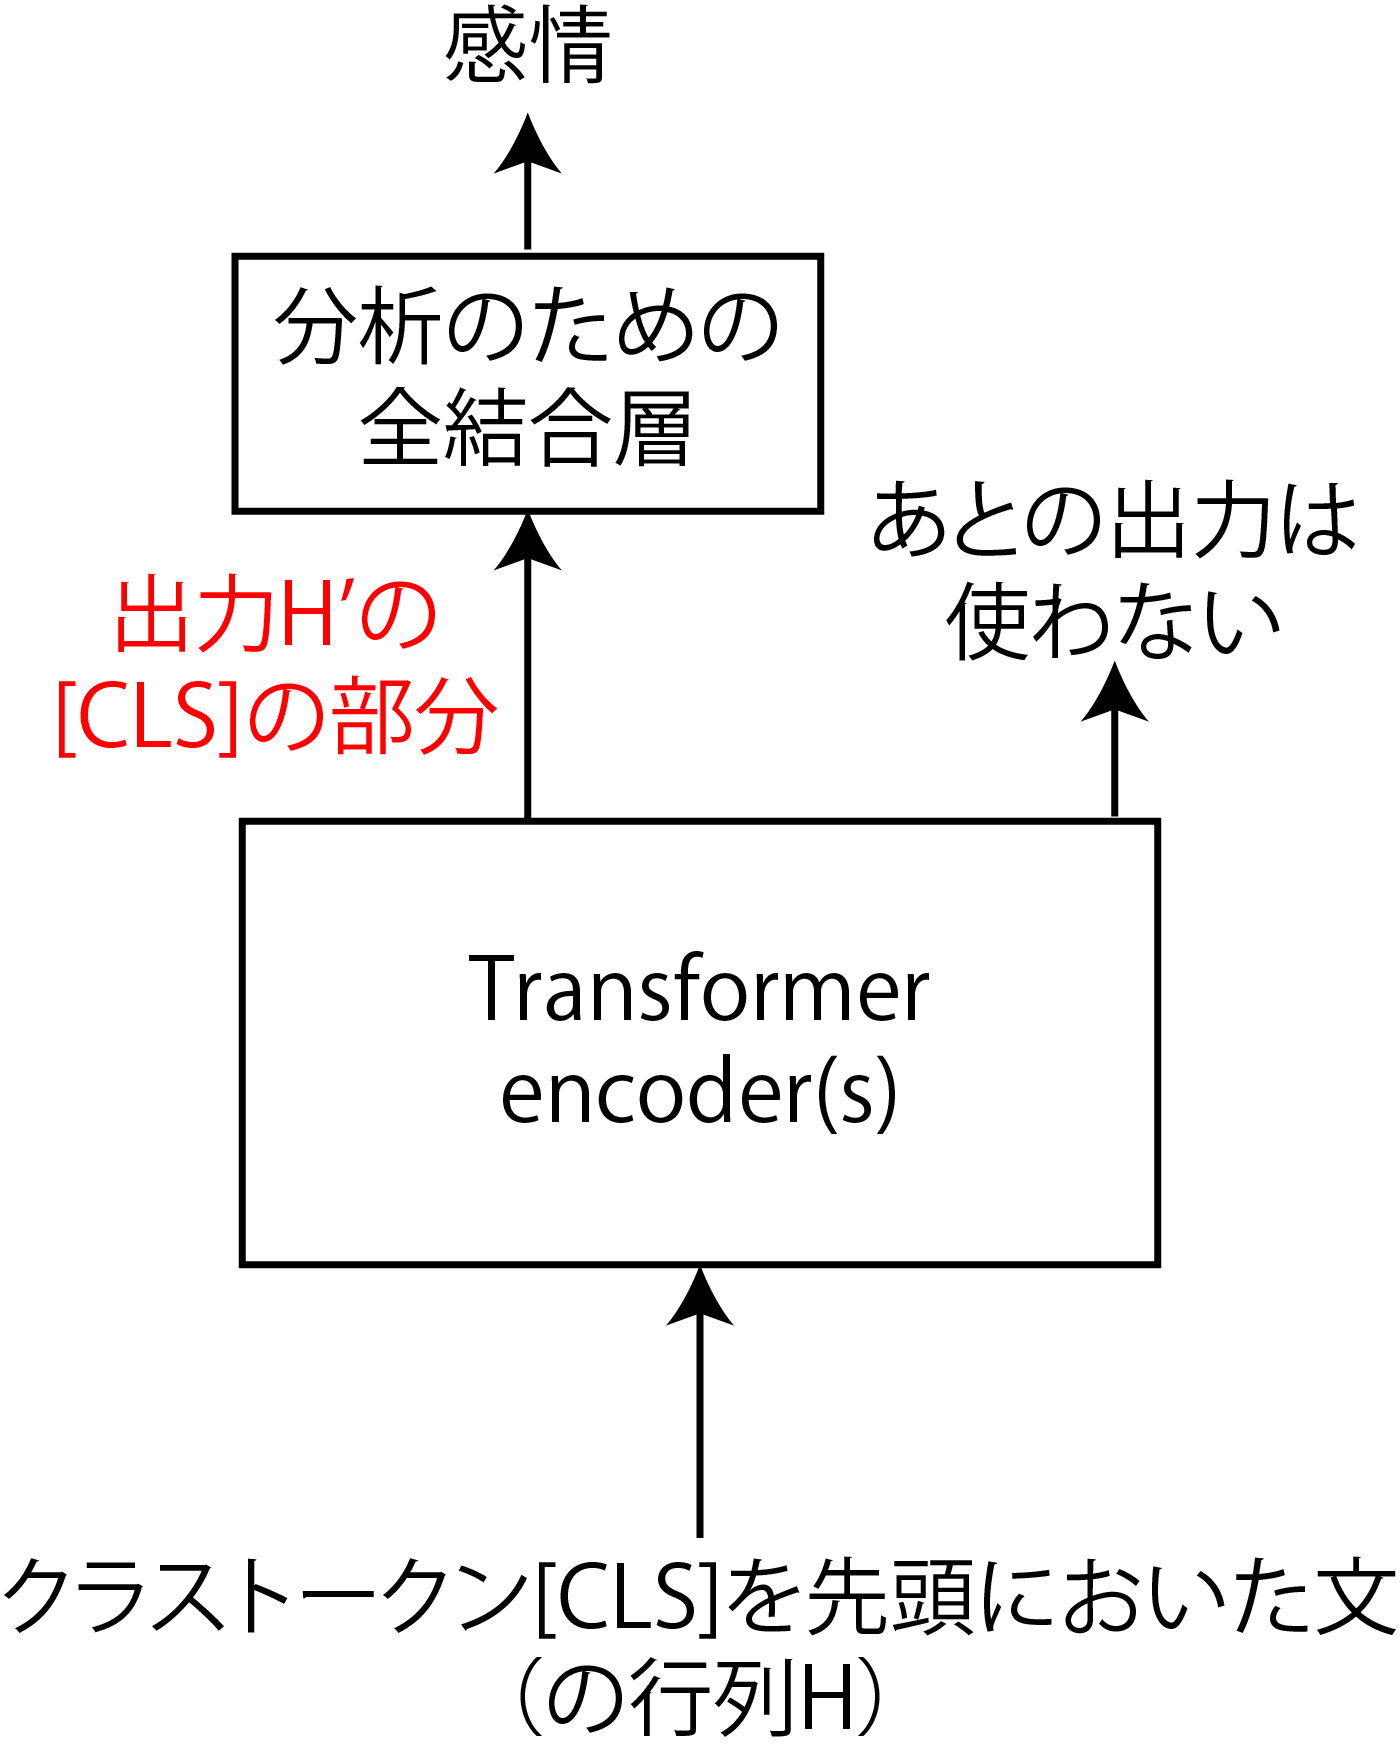 感情
分析のための
全結合層
あとの出力は
使わない
出力H’の
[CLS]の部分
Transformer
encoder(s)
クラストークン[CLS]を先頭においた文
（の行列H）